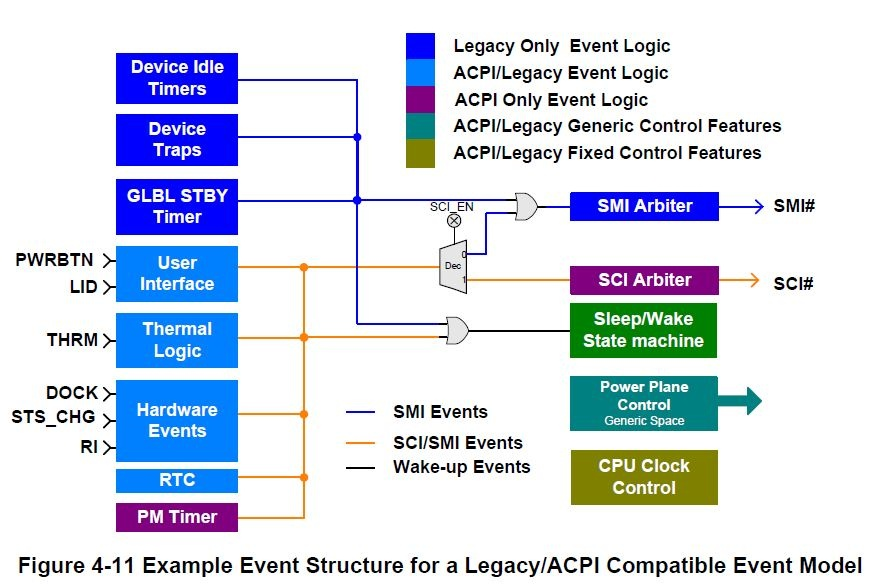 Device Idle
Timers
Device
Traps
GLBL STBY
Timer
PWRBTN
LID
User
Interface
THRM
Thermal
Logic
DOCK
STS_CHG
RI
Hardware
Events
RTC
PM Timer
Legacy Only Event Logic
ACPI/Legacy Event Logic
ACPI Only Event Logic
ACPI/Legacy Generic Control Features
ACPI/Legacy Fixed Control Features
SCI_EN
Dec
0
1
SMI Arbiter
SMI#
SCI Arbiter
SCI#
Sleep/Wake
State machine
Power Plane
Control
Generic Space
CPU Clock
Control
SMI Events
SCI/SMI Events
Wake-up Events
Figure 4-11 Example Event Structure for a Legacy/ACPI Compatible Event Model